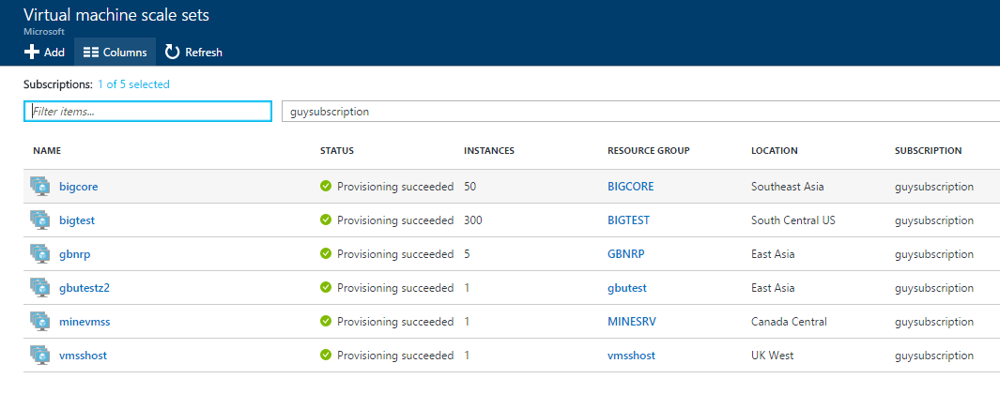 Virtual machine scale sets
Microsoft
Add Columns Refresh
Subscriptions: 1 of 5 selected
Filter items... guysubscription
NAME STATUS INSTANCES RESOURCE GROUP LOCATION SUBSCRIPTION
bigcore Provisioning succeeded 50 BIGCORE Southeast Asia guysubscription
bigtest Provisioning succeeded 300 BIGTEST South Central US guysubscription
gbnrp Provisioning succeeded 5 GBNRP East Asia guysubscription
gbutestz2 Provisioning succeeded 1 gbutest East Asia guysubscription
minevmss Provisioning succeeded 1 MINESRV Canada Central guysubscription
vmsshost Provisioning succeeded 1 vmsshost UK West guysubscription